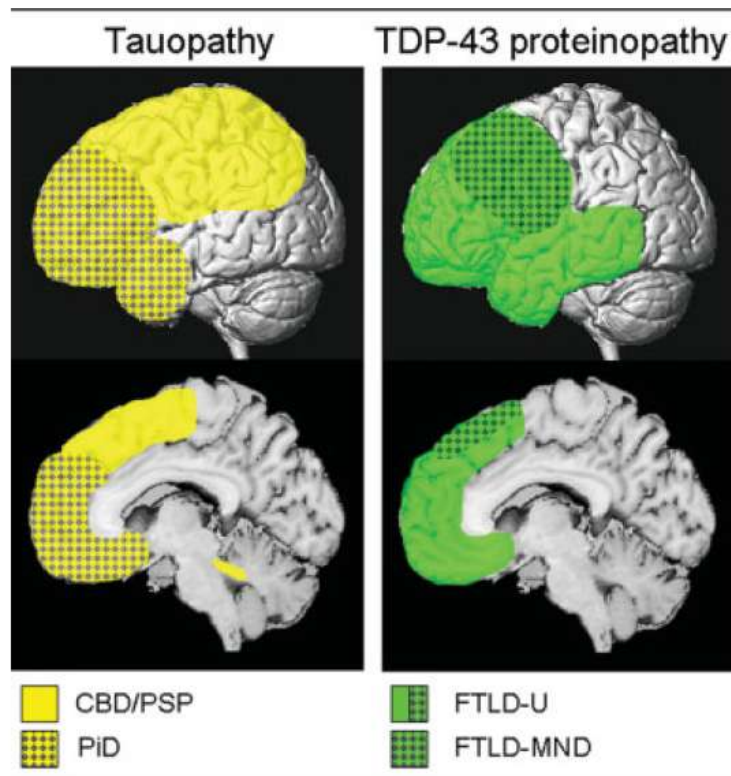 Tauopathy
TDP-43 proteinopathy
CBD/PSP
PiD
FTLD-U
FTLD-MND